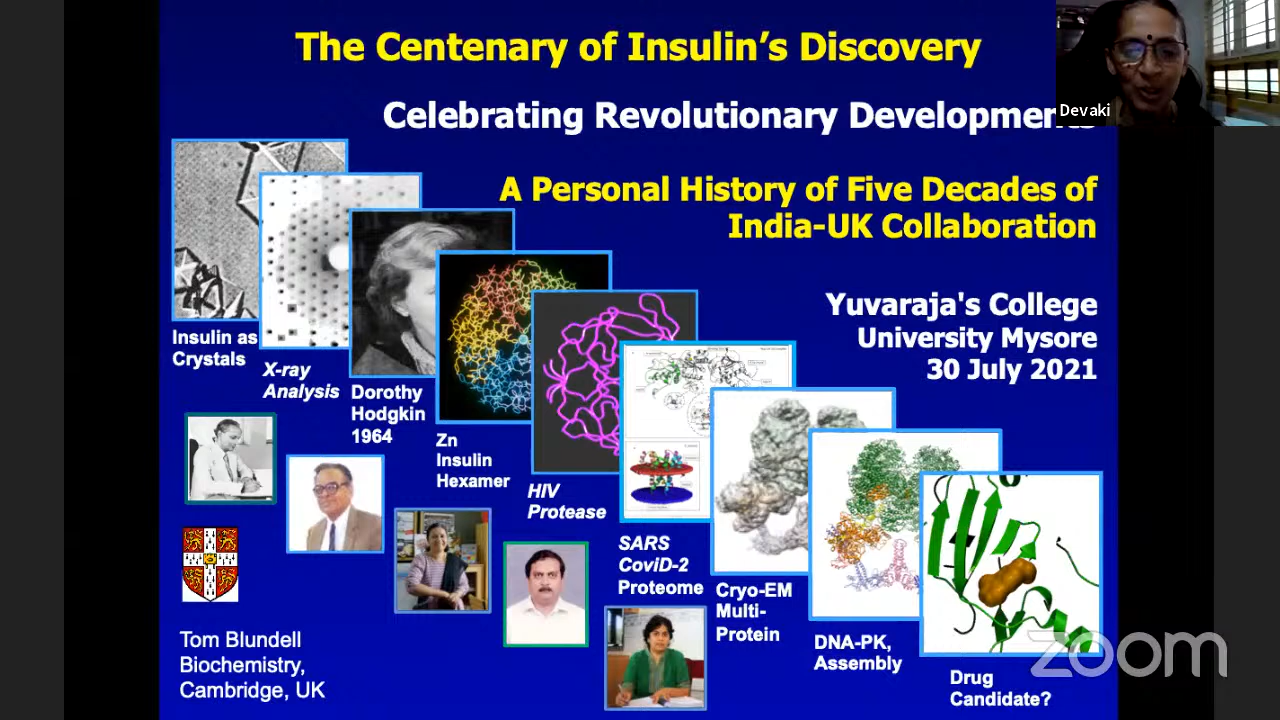 The Centenary of Insulin's Discovery
Celebrating Revolutionary Developments
Devaki
A Personal History of Five Decades of
India-UK Collaboration
Yuvaraja's College
University Mysore
30 July 2021
Insulin as
Crystals
X-ray
Analysis
Dorothy
Hodgkin
1964
Zn
Insulin
Hexamer
HIV
Protease
SARS
CoviD-2
Proteome
Cryo-EM
Multi-
Protein
DNA-PK,
Assembly
Drug
Candidate?
Tom Blundell
Biochemistry,
Cambridge, UK
zoom